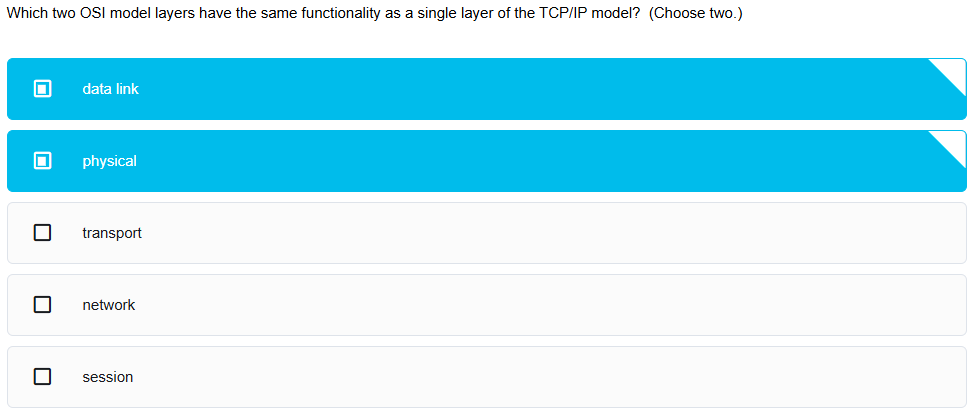 Which two OSI model layers have the same functionality as a single layer of the TCP/IP model?  (Choose two.)
data link
physical
transport
network
session